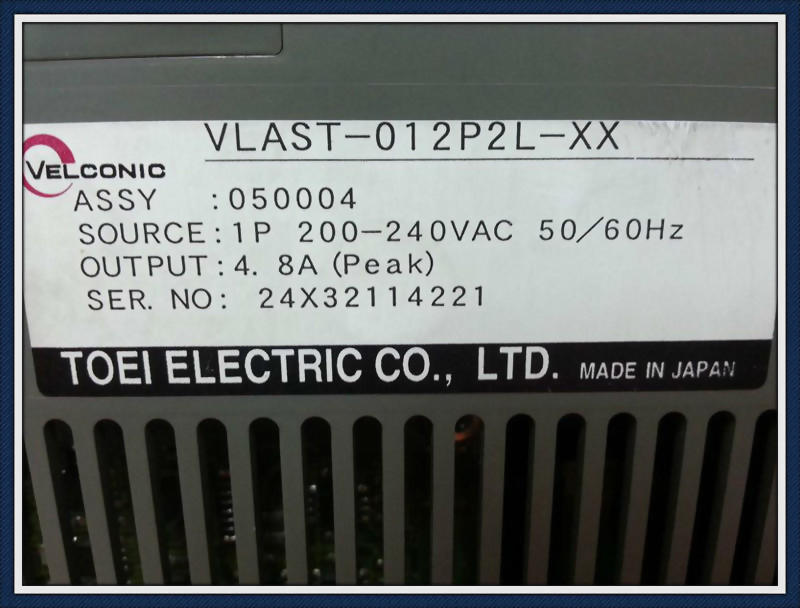 VLAST-012P2L-XX
VELCONIC
ASSY :050004
SOURCE:1P 200-240VAC 50/60Hz
OUTPUT:4.8A (Peak)
SER. NO: 24X32114221
TOEI ELECTRIC CO., LTD. MADE IN JAPAN